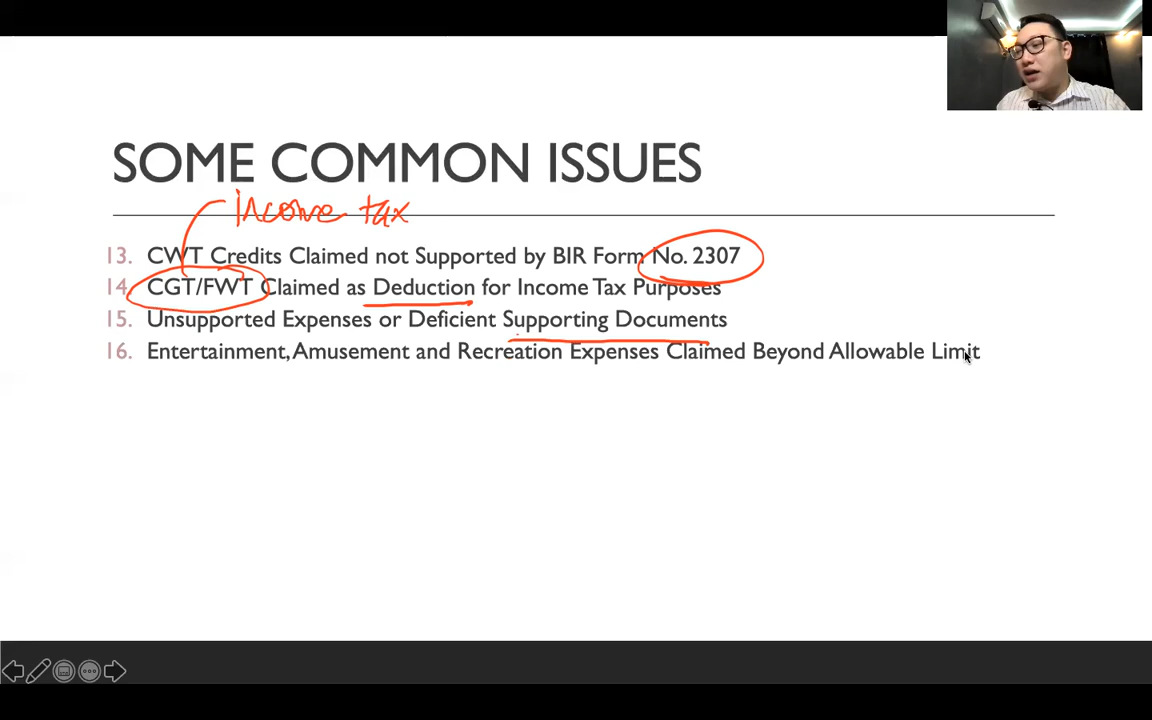 SOME COMMON ISSUES
income tax
13. CWT Credits Claimed not Supported by BIR Form No. 2307
14. CGT/FWT Claimed as Deduction for Income Tax Purposes
15. Unsupported Expenses or Deficient Supporting Documents
16. Entertainment, Amusement and Recreation Expenses Claimed Beyond Allowable Limit